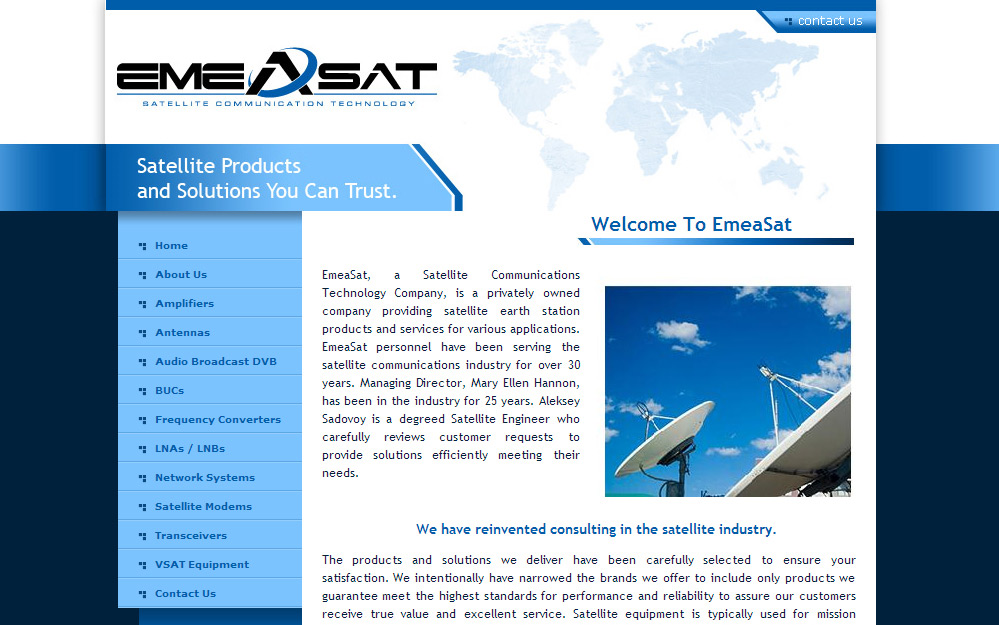 contact us
EMEASAT
SATELLITE COMMUNICATION TECHNOLOGY
Satellite Products
and Solutions You Can Trust.
Home
About Us
Amplifiers
Antennas
Audio Broadcast DVB
BUCs
Frequency Converters
LNAs / LNBs
Network Systems
Satellite Modems
Transceivers
VSAT Equipment
Contact Us
Welcome To EmeaSat
EmeaSat, a Satellite Communications
Technology Company, is a privately owned
company providing satellite earth station
products and services for various applications.
EmeaSat personnel have been serving the
satellite communications industry for over 30
years. Managing Director, Mary Ellen Hannon,
has been in the industry for 25 years. Aleksey
Sadovoy is a degreed Satellite Engineer who
carefully reviews customer requests to
provide solutions efficiently meeting their
needs.
We have reinvented consulting in the satellite industry.
The products and solutions we deliver have been carefully selected to ensure your
satisfaction. We intentionally have narrowed the brands we offer to include only products we
guarantee meet the highest standards for performance and reliability to assure our customers
receive true value and excellent service. Satellite equipment is typically used for mission